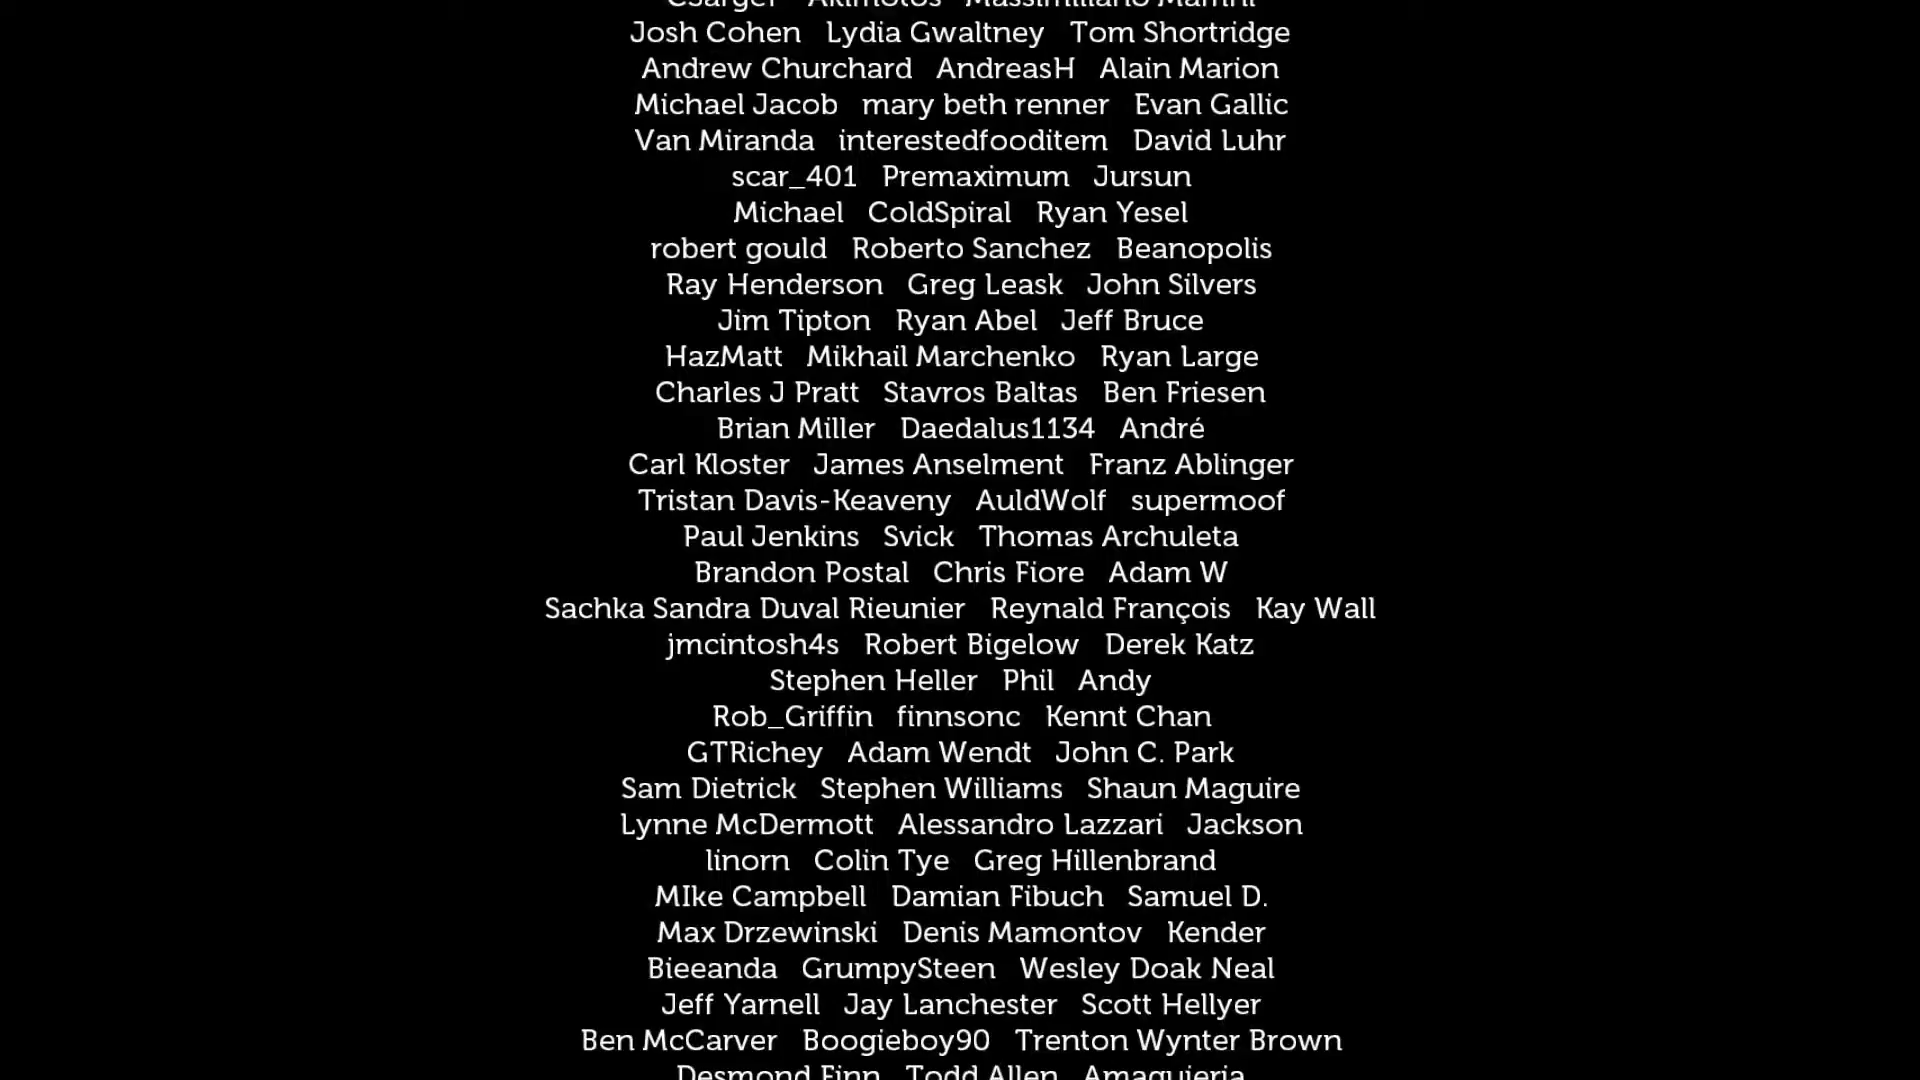 Josh Cohen Lydia Gwaltney Tom Shortridge
Andrew Churchard AndreasH Alain Marion
Michael Jacob mary beth renner Evan Gallic
Van Miranda interestedfooditem David Luhr
scar_401 Premaximum Jursun
Michael ColdSpiral Ryan Yesel
robert gould Roberto Sanchez Beanopolis
Ray Henderson Greg Leask John Silvers
Jim Tipton Ryan Abel Jeff Bruce
HazMatt Mikhail Marchenko Ryan Large
Charles J Pratt Stavros Baltas Ben Friesen
Brian Miller Daedalus1134 André
Carl Kloster James Anselment Franz Ablinger
Tristan Davis-Keaveny AuldWolf supermoof
Paul Jenkins Svick Thomas Archuleta
Brandon Postal Chris Fiore Adam W
Sachka Sandra Duval Rieunier Reynald François Kay Wall
jmcintosh4s Robert Bigelow Derek Katz
Stephen Heller Phil Andy
Rob_Griffin finnsonc Kennt Chan
GTRichey Adam Wendt John C. Park
Sam Dietrick Stephen Williams Shaun Maguire
Lynne McDermott Alessandro Lazzari Jackson
linorn Colin Tye Greg Hillenbrand
MIke Campbell Damian Fibuch Samuel D.
Max Drzewinski Denis Mamontov Kender
Bieeanda GrumpySteen Wesley Doak Neal
Jeff Yarnell Jay Lanchester Scott Hellyer
Ben McCarver Boogieboy90 Trenton Wynter Brown
Desmond Finn Todd Allen